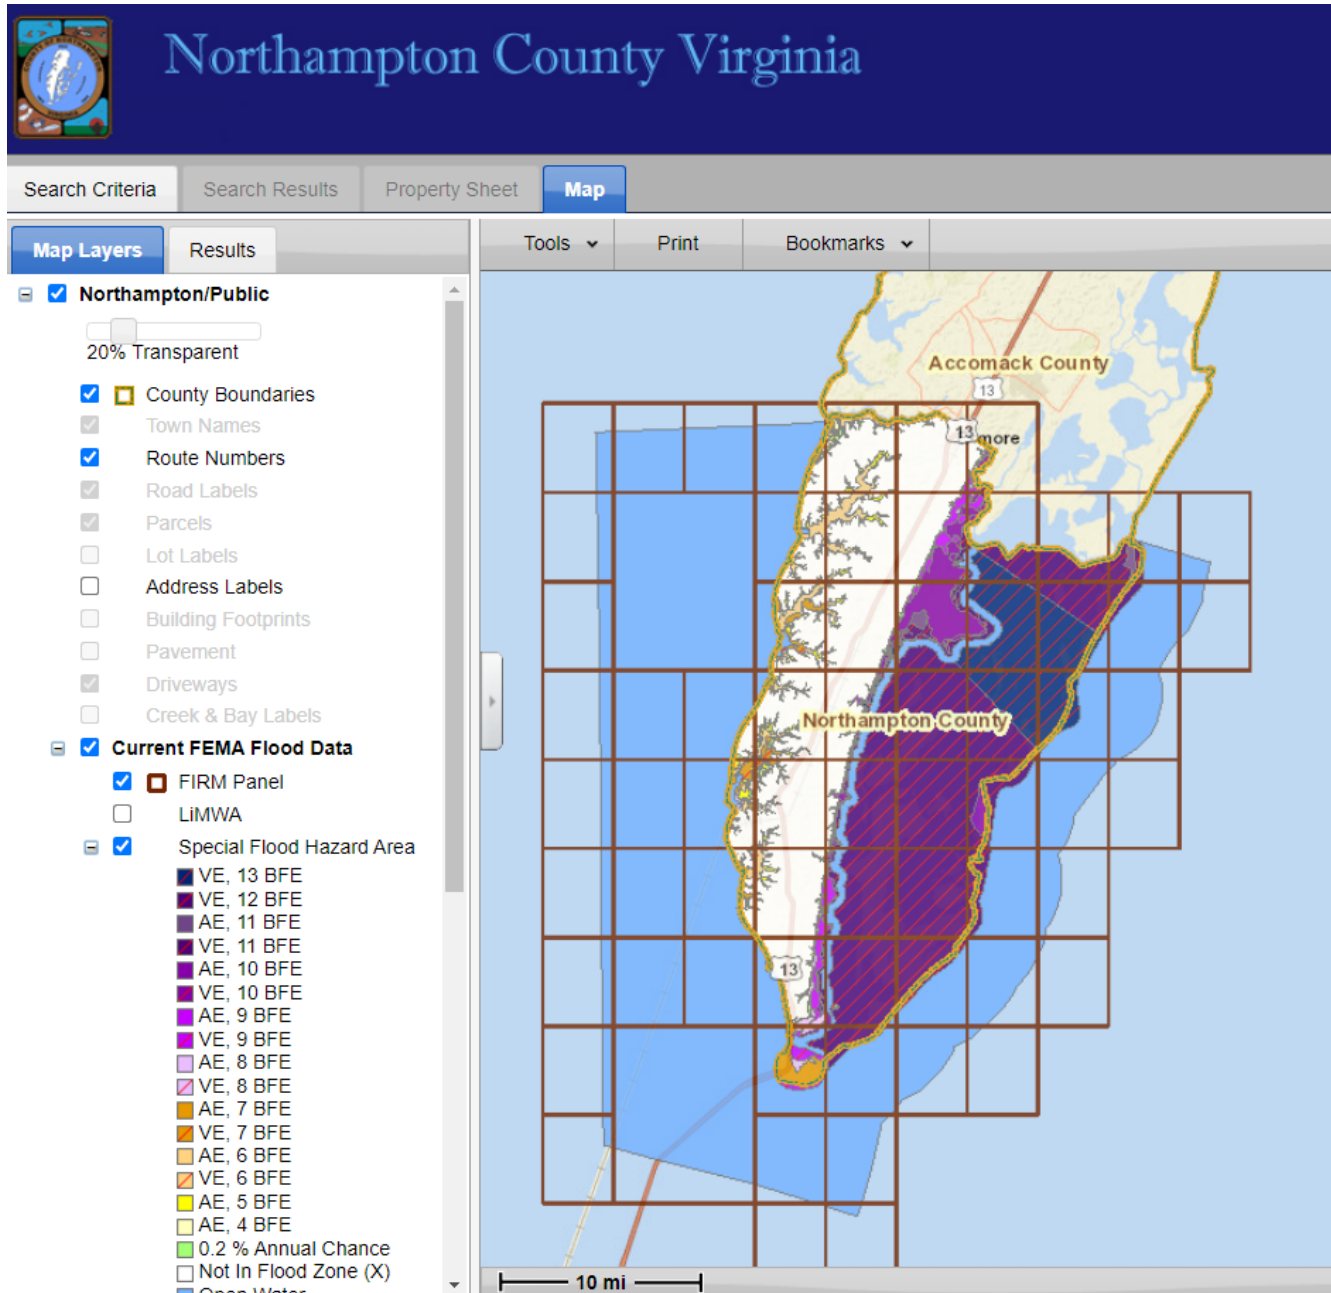 Northampton County Virginia
Search Criteria
Search Results
Property Sheet
Map
Map Layers
Results
Tools
Print
Bookmarks
Northampton/Public
20% Transparent
County Boundaries
Town Names
Route Numbers
Road Labels
Parcels
Lot Labels
Address Labels
Building Footprints
Pavement
Driveways
Creek & Bay Labels
Current FEMA Flood Data
FIRM Panel
LiMWA
Special Flood Hazard Area
VE, 13 BFE
VE, 12 BFE
AE, 11 BFE
VE, 11 BFE
AE, 10 BFE
VE, 10 BFE
AE, 9 BFE
VE, 9 BFE
AE, 8 BFE
VE, 8 BFE
AE, 7 BFE
VE, 7 BFE
AE, 6 BFE
VE, 6 BFE
AE, 5 BFE
AE, 4 BFE
0.2 % Annual Chance
Not In Flood Zone (X)
Open Water
Accomack County
13
13
more
Northampton County
13
10 mi